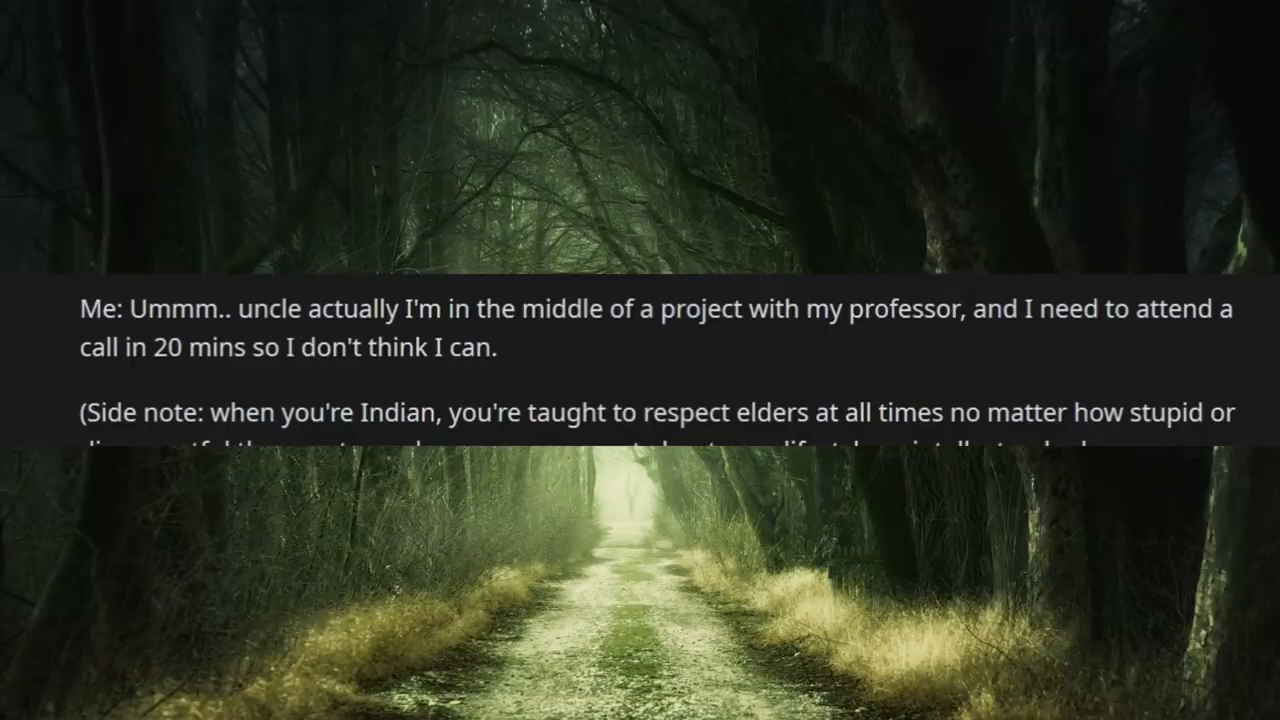 Me: Ummm.. uncle actually I'm in the middle of a project with my professor, and I need to attend a
call in 20 mins so I don't think I can.
(Side note: when you're Indian, you're taught to respect elders at all times no matter how stupid or